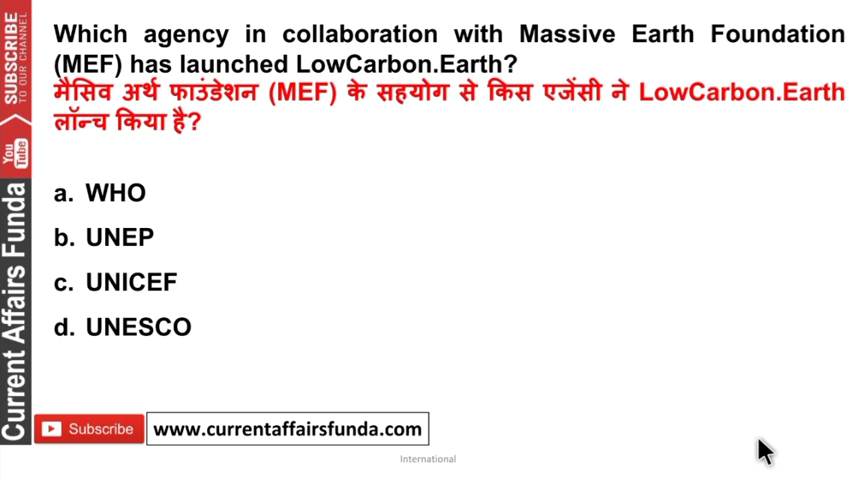 Which agency in collaboration with Massive Earth Foundation
(MEF) has launched LowCarbon.Earth?
मैसिव अर्थ फाउंडेशन (MEF) के सहयोग से किस एजेंसी ने LowCarbon.Earth
लॉन्च किया है?
a. WHO
b. UNEP
c. UNICEF
d. UNESCO
SUBSCRIBE
TO OUR CHANNEL
You
Tube
Current Affairs Funda
Subscribe
www.currentaffairsfunda.com
International